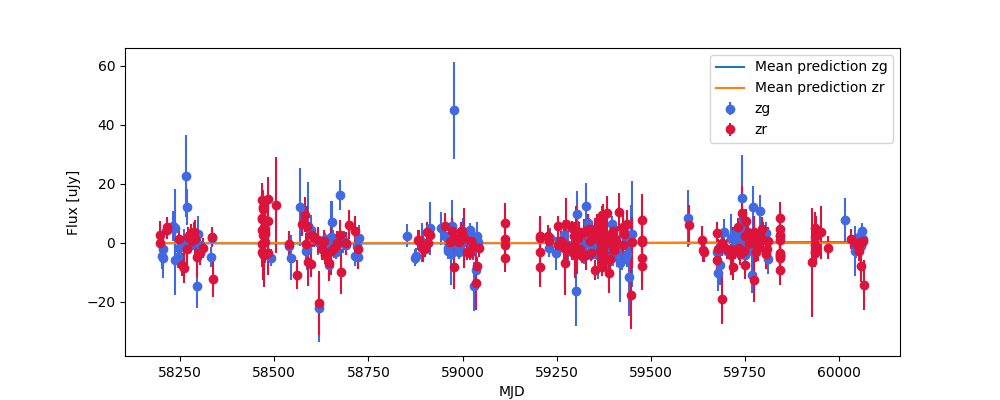 Mean prediction zg
Mean prediction zr
zg
zr
60
40
20
0
−20
Flux [uJy]
58250 58500 58750 59000 59250 59500 59750 60000
MJD